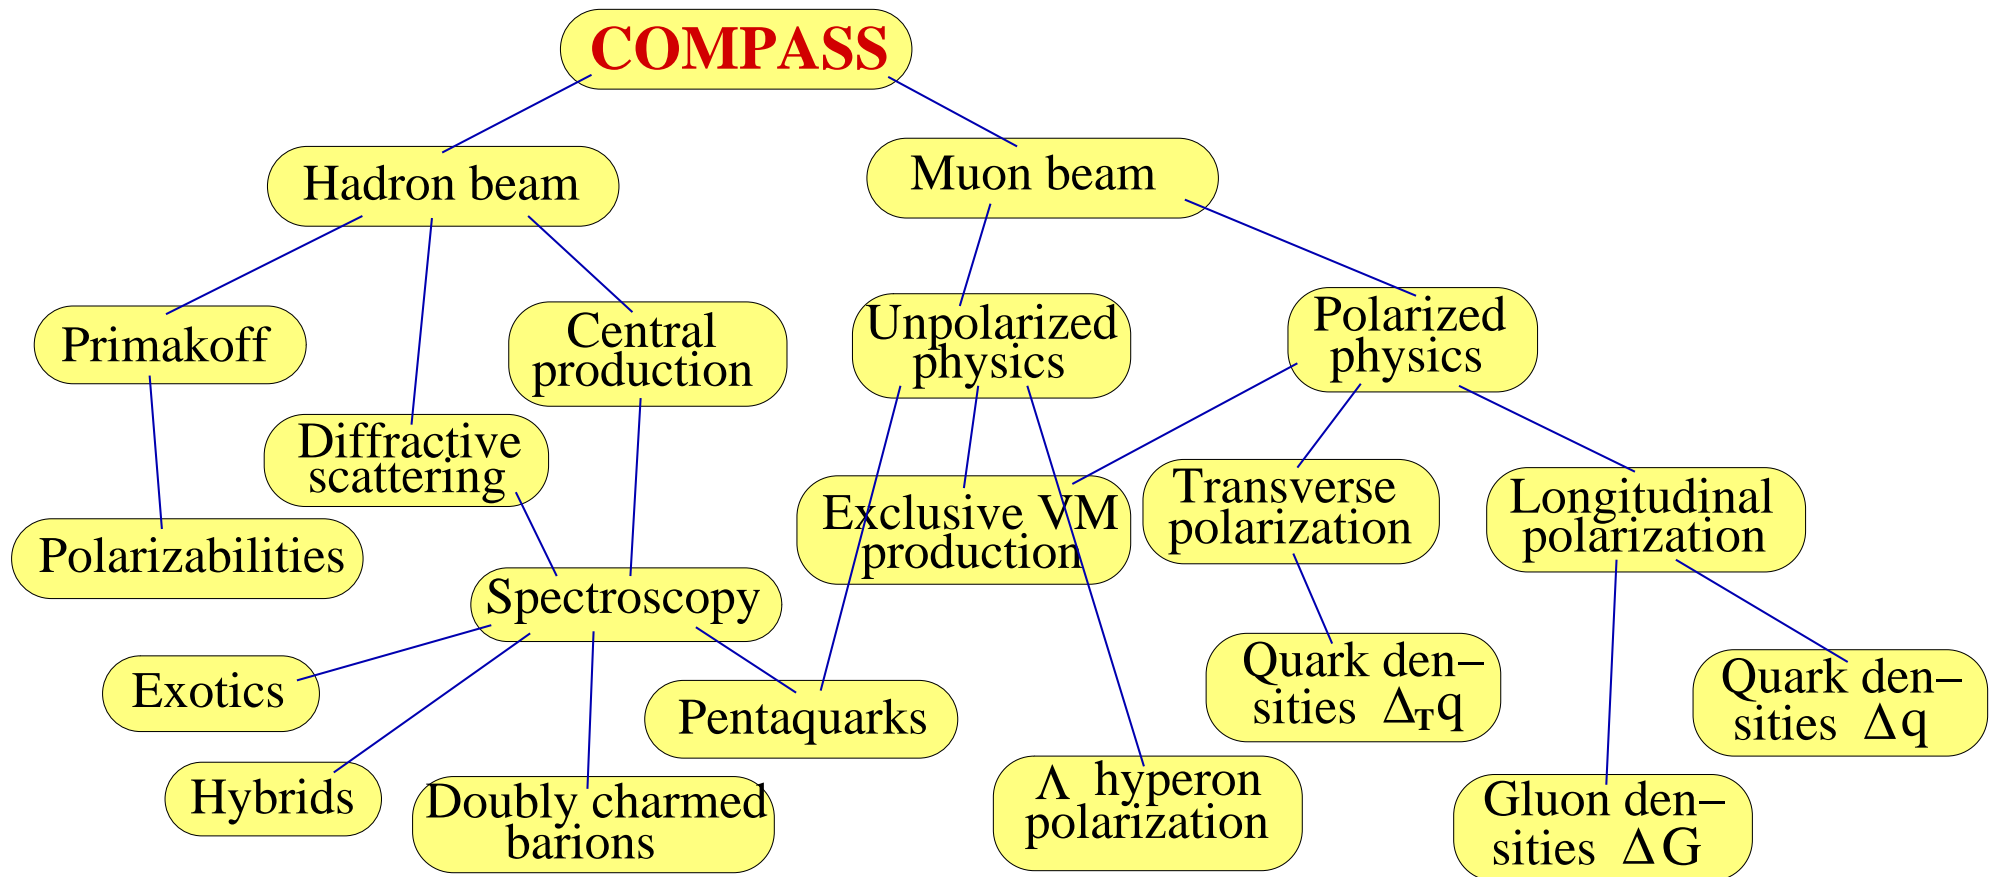 COMPASS
Hadron beam
Muon beam
Primakoff
Central
production
Unpolarized
physics
Polarized
physics
Diffractive
scattering
Exclusive VM
production
Transverse
polarization
Longitudinal
polarization
Polarizabilities
Spectroscopy
Exotics
Pentaquarks
Quark den–
sities ΔTq
Quark den–
sities Δq
Hybrids
Doubly charmed
barions
Λ hyperon
polarization
Gluon den–
sities ΔG